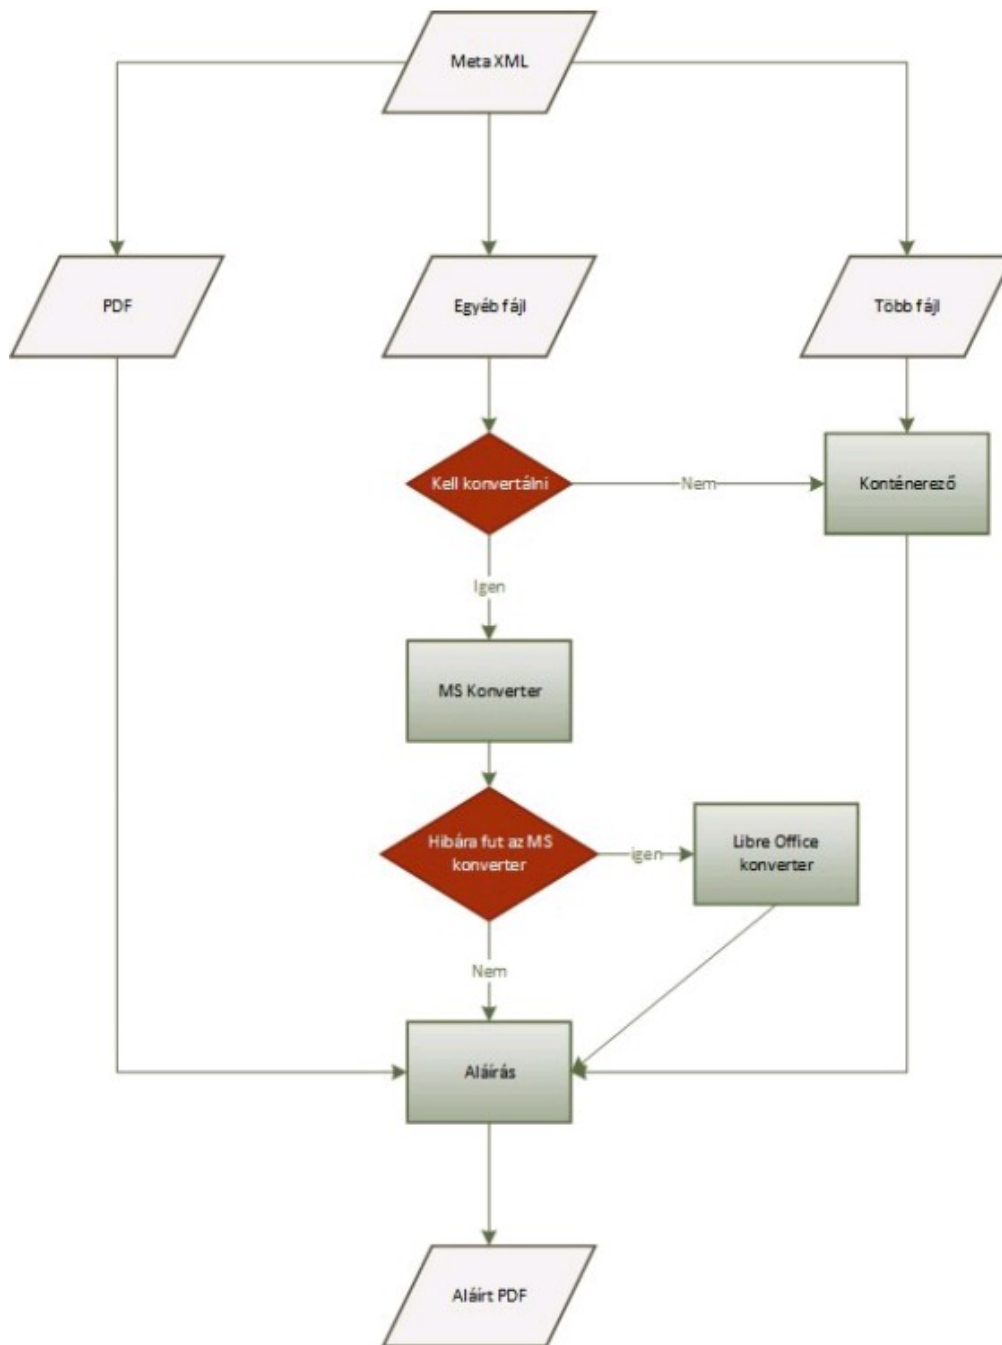 Meta XML
PDF
Egyéb fájl
Több fájl
Kell konvertálni
Nem
Konténerező
Igen
MS Konverter
Hibára fut az MS
konverter
igen
Libre Office
konverter
Nem
Aláírás
Aláírt PDF